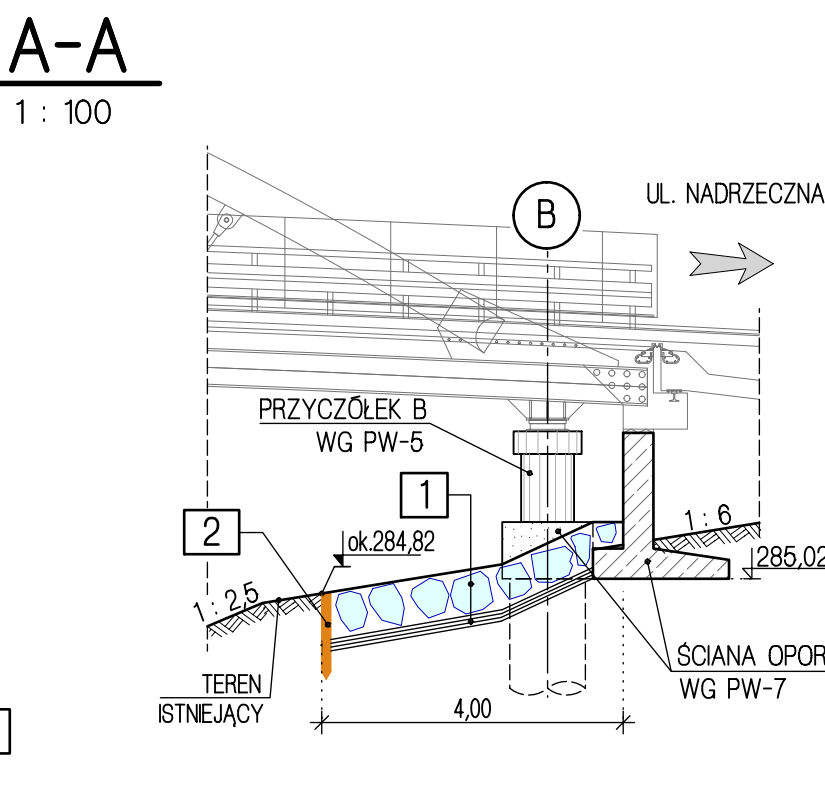 A-A
1 : 100
UL. NADRZECZNA
B
PRZYCZÓŁEK B
WG PW-5
1
2
ok.284,82
1 : 6
285,02
1 : 2,5
ŚCIANA OPOR
WG PW-7
TEREN
ISTNIEJĄCY
4,00